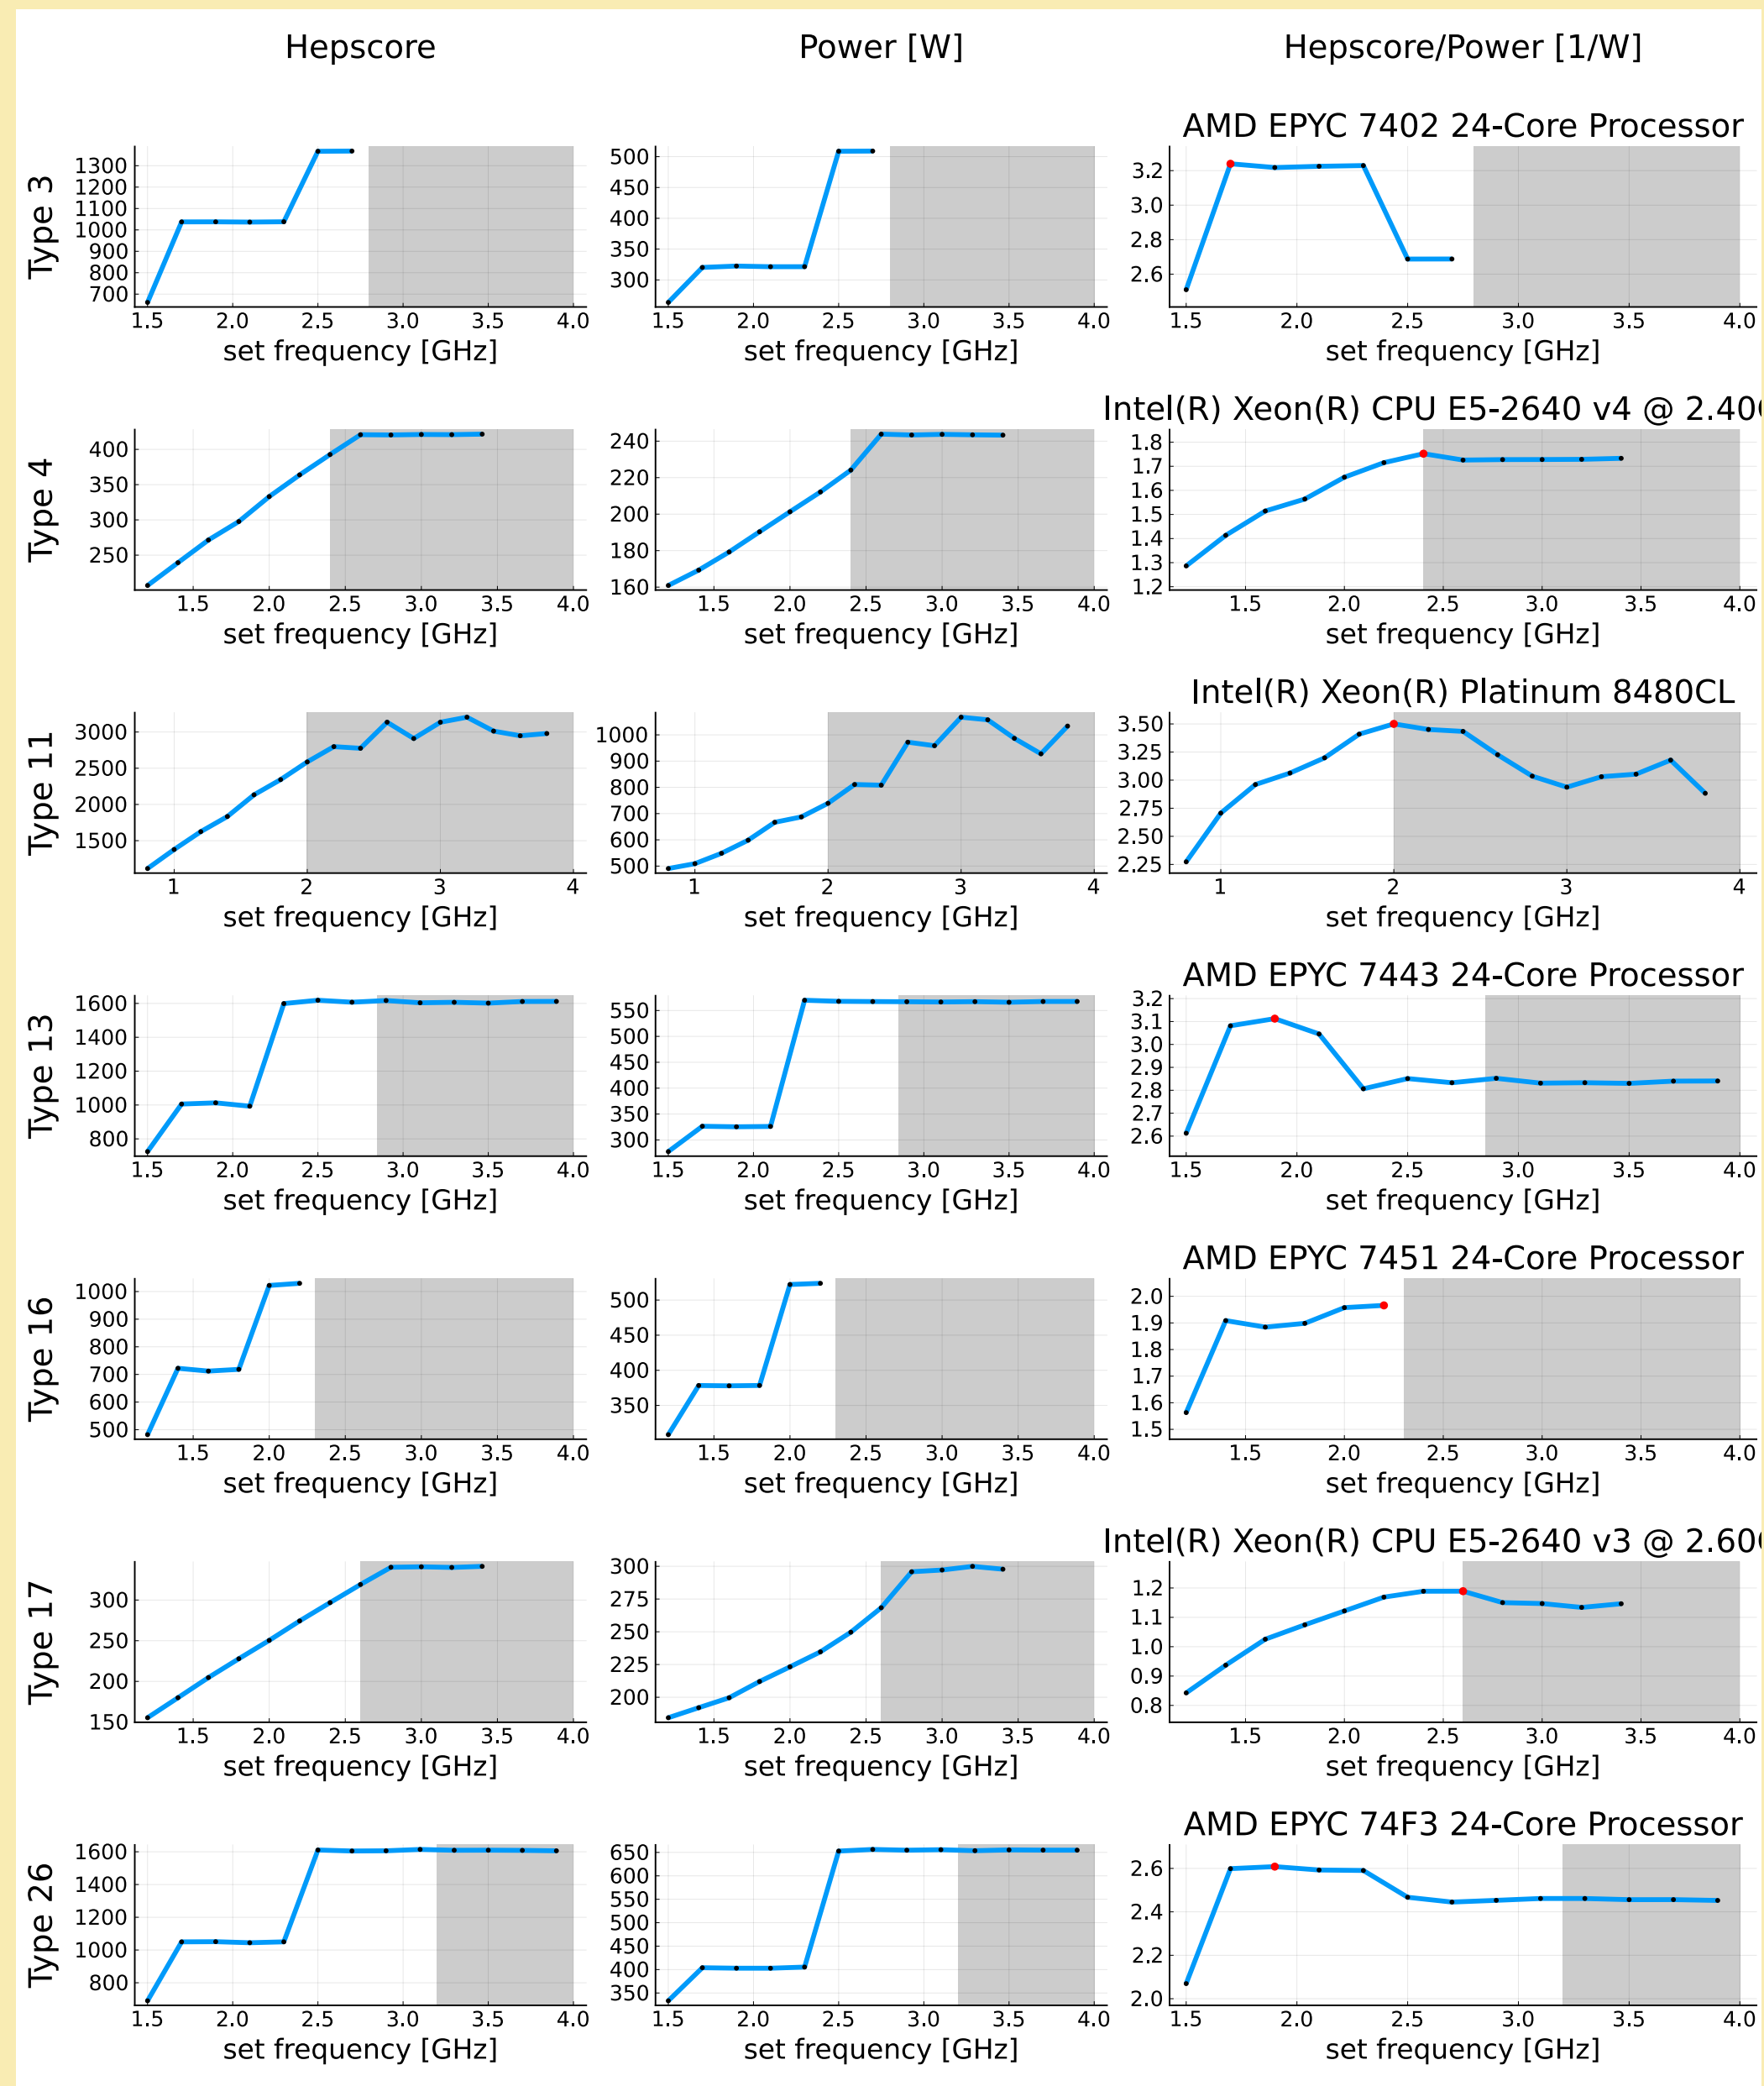 Hepscore Power [W] Hepscore/Power [1/W]
AMD EPYC 7402 24-Core Processor
Type 3
1300
1200
1100
1000
900
800
700
1.5 2.0 2.5 3.0 3.5 4.0
set frequency [GHz]
500
450
400
350
300
1.5 2.0 2.5 3.0 3.5 4.0
set frequency [GHz]
3.2
3.0
2.8
2.6
1.5 2.0 2.5 3.0 3.5 4.0
set frequency [GHz]
Intel(R) Xeon(R) CPU E5-2640 v4 @ 2.40
Type 4
400
350
300
250
1.5 2.0 2.5 3.0 3.5 4.0
set frequency [GHz]
240
220
200
180
160
1.5 2.0 2.5 3.0 3.5 4.0
set frequency [GHz]
1.8
1.7
1.6
1.5
1.4
1.3
1.2
1.5 2.0 2.5 3.0 3.5 4.0
set frequency [GHz]
Intel(R) Xeon(R) Platinum 8480CL
Type 11
3000
2500
2000
1500
1 2 3 4
set frequency [GHz]
1000
900
800
700
600
500
1 2 3 4
set frequency [GHz]
3.50
3.25
3.00
2.75
2.50
2.25
1 2 3 4
set frequency [GHz]
AMD EPYC 7443 24-Core Processor
Type 13
1600
1400
1200
1000
800
1.5 2.0 2.5 3.0 3.5 4.0
set frequency [GHz]
550
500
450
400
350
300
1.5 2.0 2.5 3.0 3.5 4.0
set frequency [GHz]
3.2
3.1
3.0
2.9
2.8
2.7
2.6
1.5 2.0 2.5 3.0 3.5 4.0
set frequency [GHz]
AMD EPYC 7451 24-Core Processor
Type 16
1000
900
800
700
600
500
1.5 2.0 2.5 3.0 3.5 4.0
set frequency [GHz]
500
450
400
350
1.5 2.0 2.5 3.0 3.5 4.0
set frequency [GHz]
2.0
1.9
1.8
1.7
1.6
1.5
1.5 2.0 2.5 3.0 3.5 4.0
set frequency [GHz]
Intel(R) Xeon(R) CPU E5-2640 v3 @ 2.60
Type 17
300
250
200
150
1.5 2.0 2.5 3.0 3.5 4.0
set frequency [GHz]
300
275
250
225
200
1.5 2.0 2.5 3.0 3.5 4.0
set frequency [GHz]
1.2
1.1
1.0
0.9
0.8
1.5 2.0 2.5 3.0 3.5 4.0
set frequency [GHz]
AMD EPYC 74F3 24-Core Processor
Type 26
1600
1400
1200
1000
800
1.5 2.0 2.5 3.0 3.5 4.0
set frequency [GHz]
650
600
550
500
450
400
350
1.5 2.0 2.5 3.0 3.5 4.0
set frequency [GHz]
2.6
2.4
2.2
2.0
1.5 2.0 2.5 3.0 3.5 4.0
set frequency [GHz]